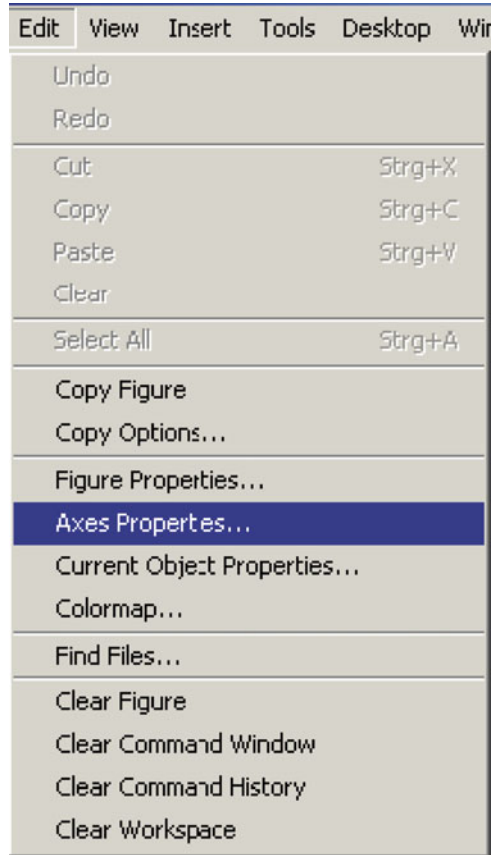 Edit View Insert Tools Desktop Wir
Undo
Redo
Cut Strg+X
Copy Strg+C
Paste Strg+V
Clear
Select All Strg+A
Copy Figure
Copy Options...
Figure Properties...
Axes Propertes...
Current Object Properties...
Colormap...
Find Files...
Clear Figure
Clear Command Window
Clear Command History
Clear Workspace